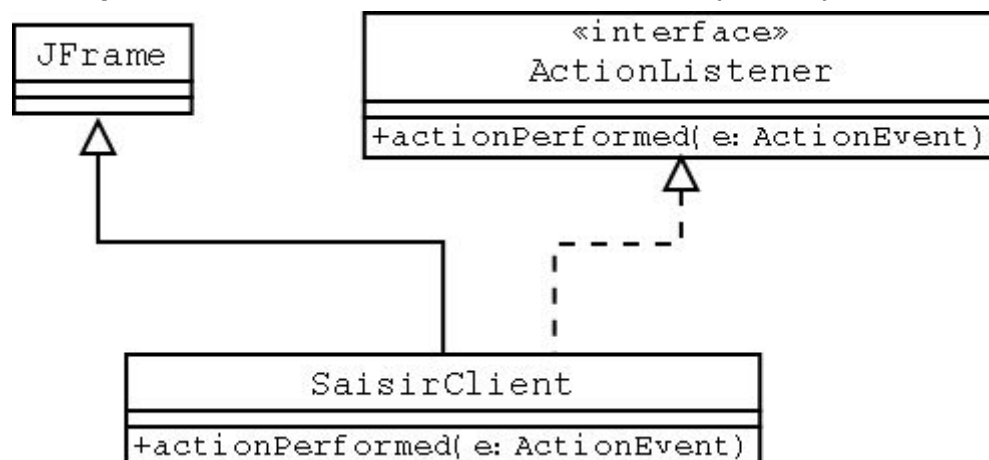 JFrame
«interface»
ActionListener
+actionPerformed( e: ActionEvent)
SaisirClient
+actionPerformed( e: ActionEvent)